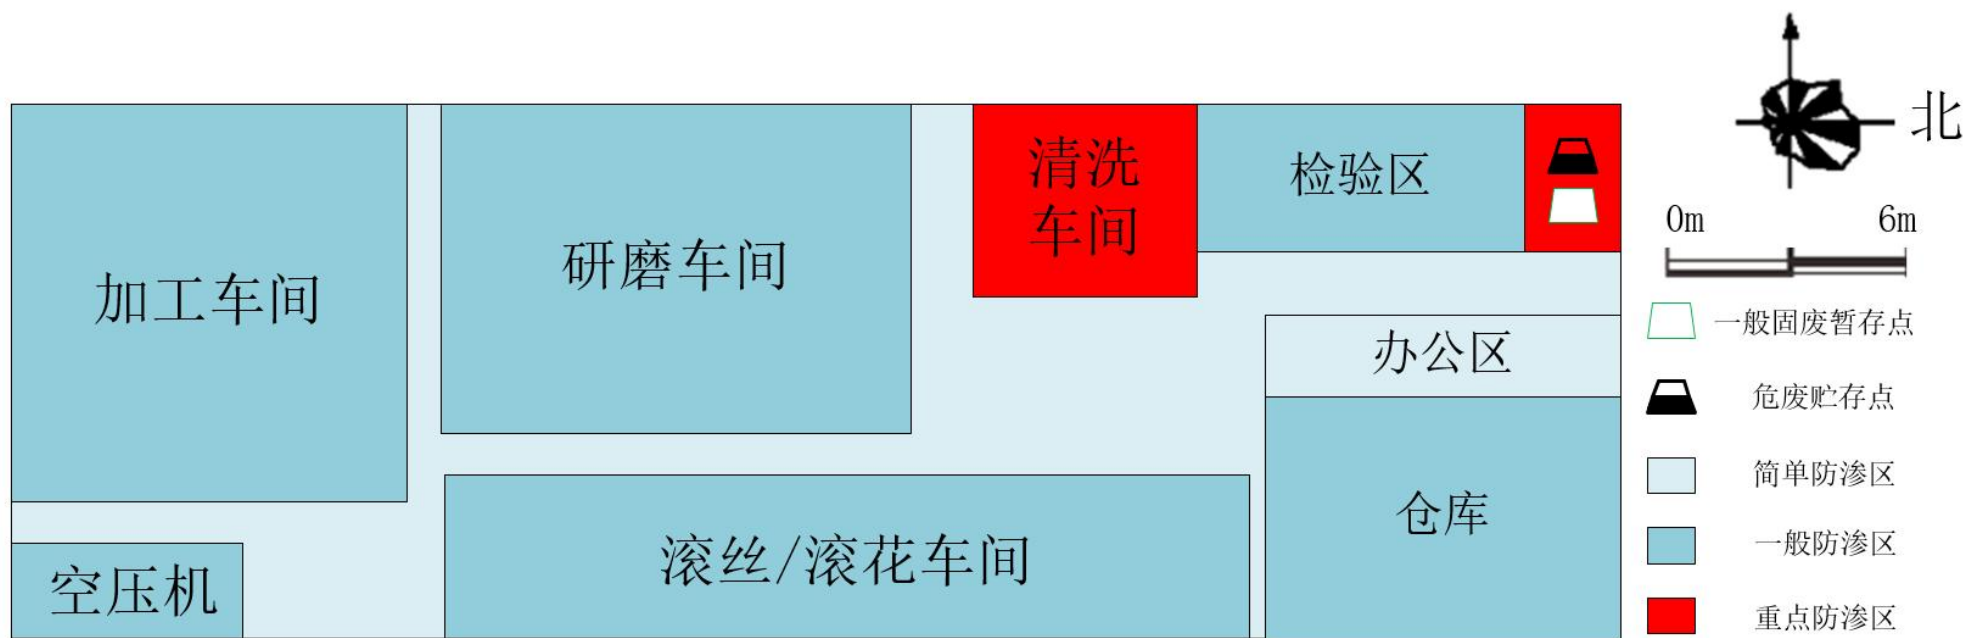 北
0m 6m
加工车间
研磨车间
清洗
车间
检验区
办公区
仓库
滚丝/滚花车间
空压机
一般固废暂存点
危废贮存点
简单防渗区
一般防渗区
重点防渗区